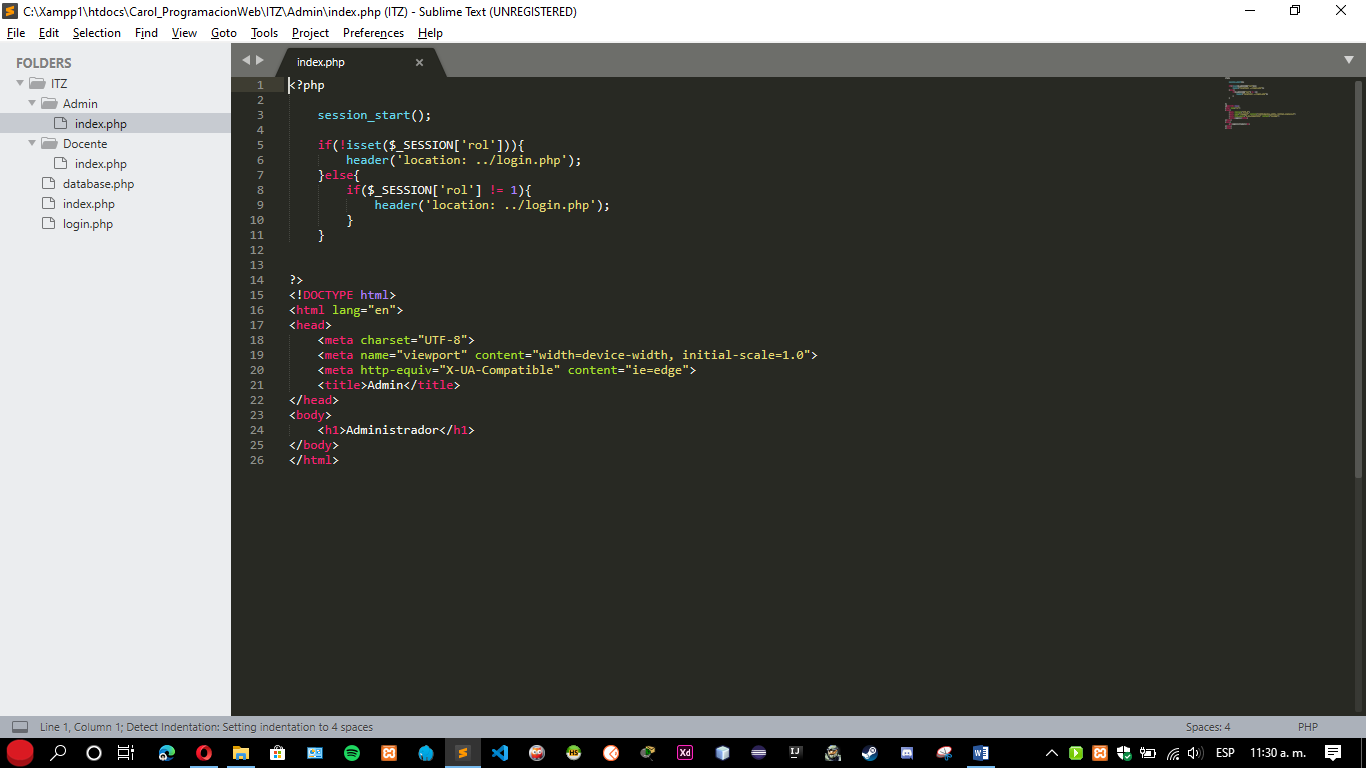 C:\Xampp1\htdocs\Carol_ProgramacionWeb\ITZ\Admin\index.php (ITZ) - Sublime Text (UNREGISTERED)
File Edit Selection Find View Goto Tools Project Preferences Help
FOLDERS
ITZ
Admin
index.php
Docente
index.php
database.php
index.php
login.php
index.php
1 <?php
2
3     session_start();
4
5     if(!isset($_SESSION['rol'])){
6         header('location: ../login.php');
7     }else{
8         if($_SESSION['rol'] != 1){
9             header('location: ../login.php');
10         }
11     }
12
13
14 ?>
15 <!DOCTYPE html>
16 <html lang="en">
17 <head>
18     <meta charset="UTF-8">
19     <meta name="viewport" content="width=device-width, initial-scale=1.0">
20     <meta http-equiv="X-UA-Compatible" content="ie=edge">
21     <title>Admin</title>
22 </head>
23 <body>
24     <h1>Administrador</h1>
25 </body>
26 </html>
Line 1, Column 1; Detect Indentation: Setting indentation to 4 spaces
Spaces: 4
PHP
Xd
IJ
W
ESP
11:30 a. m.